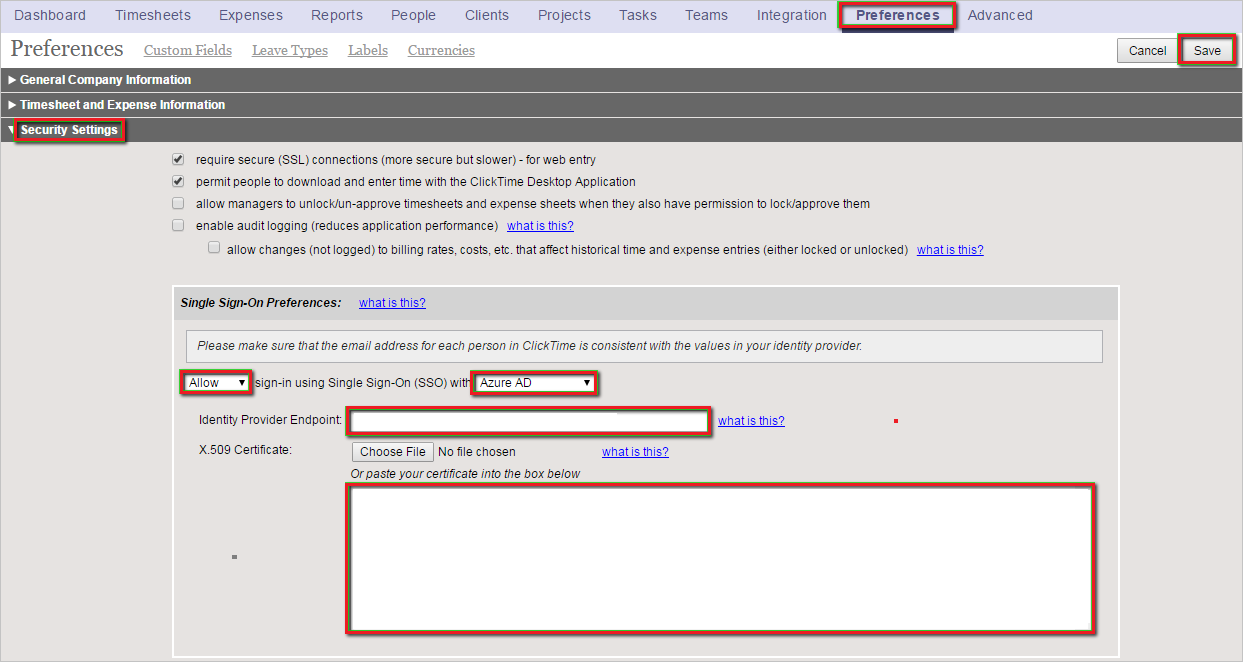 Dashboard Timesheets Expenses Reports People Clients Projects Tasks Teams Integration Preferences Advanced
Preferences Custom Fields Leave Types Labels Currencies Cancel Save
General Company Information
Timesheet and Expense Information
Security Settings
require secure (SSL) connections (more secure but slower) - for web entry
permit people to download and enter time with the ClickTime Desktop Application
allow managers to unlock/un-approve timesheets and expense sheets when they also have permission to lock/approve them
enable audit logging (reduces application performance) what is this?
allow changes (not logged) to billing rates, costs, etc. that affect historical time and expense entries (either locked or unlocked) what is this?
Single Sign-On Preferences: what is this?
Please make sure that the email address for each person in ClickTime is consistent with the values in your identity provider.
Allow sign-in using Single Sign-On (SSO) with Azure AD
Identity Provider Endpoint: what is this?
X.509 Certificate: Choose File No file chosen what is this?
Or paste your certificate into the box below